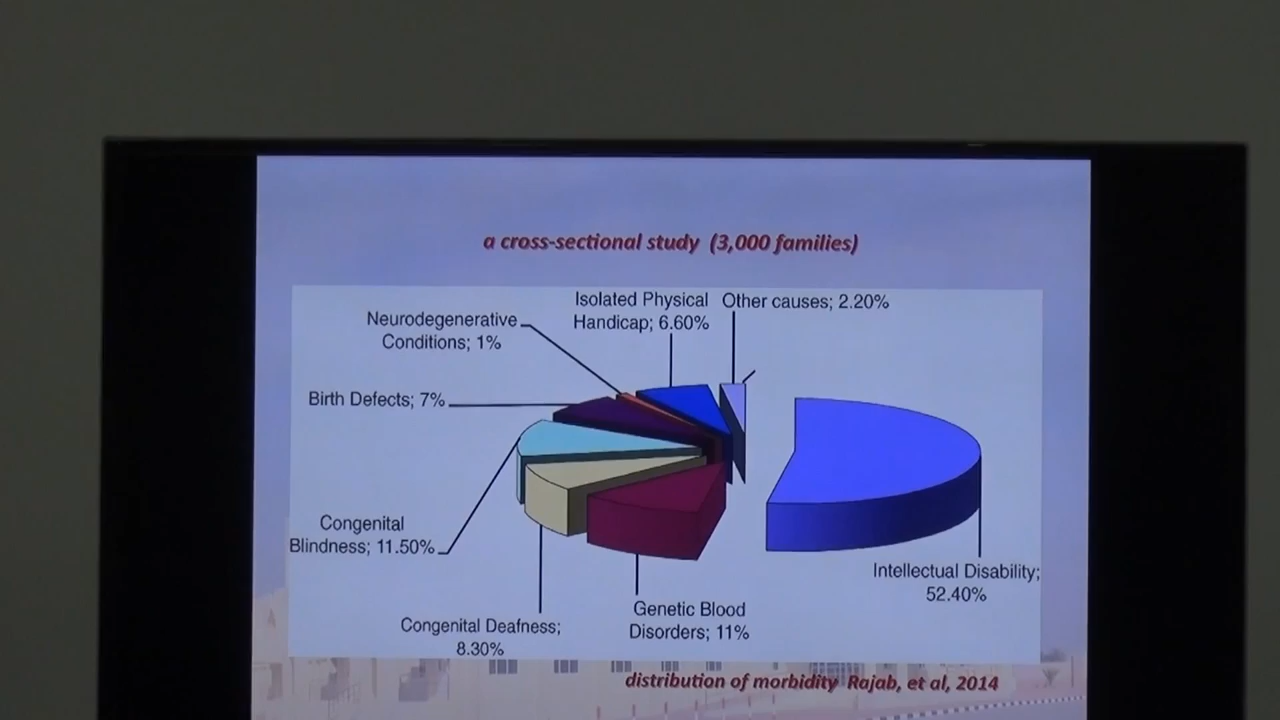 a cross-sectional study (3,000 families)
Isolated Physical
Handicap; 6.60%
Other causes; 2.20%
Neurodegenerative
Conditions; 1%
Birth Defects; 7%
Congenital
Blindness; 11.50%
Intellectual Disability;
52.40%
Genetic Blood
Disorders; 11%
Congenital Deafness;
8.30%
distribution of morbidity Rajab, et al, 2014